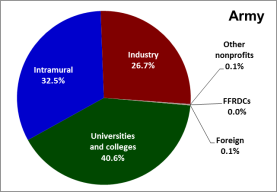 Army
Industry
26.7%
Other
nonprofits
0.1%
FFRDCs
0.0%
Foreign
0.1%
Universities
and colleges
40.6%
Intramural
32.5%